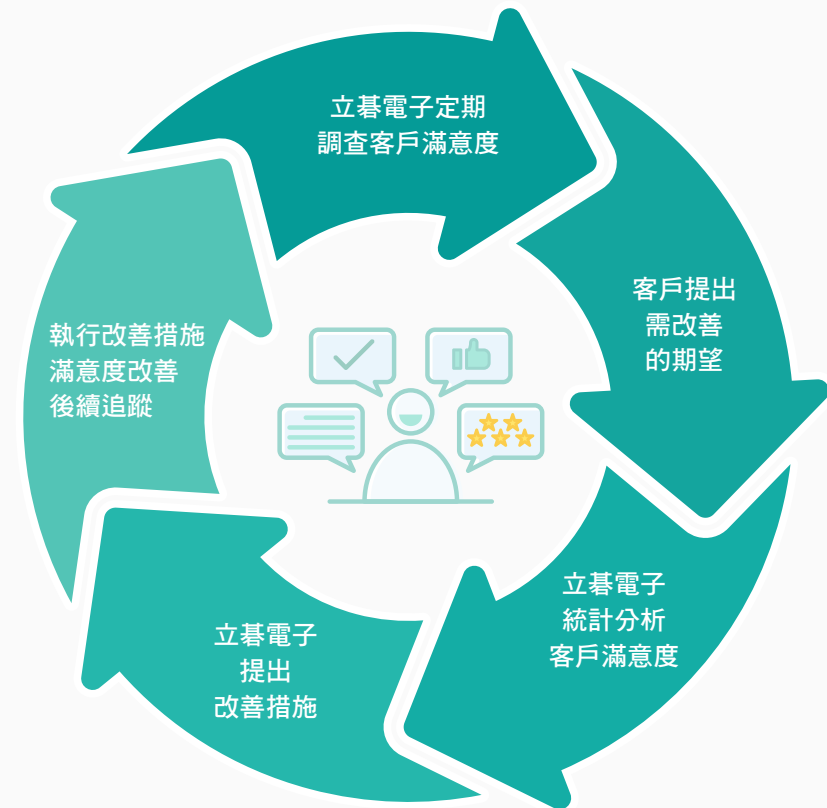 立碁電子定期
調查客戶滿意度
客戶提出
需改善
的期望
立碁電子
統計分析
客戶滿意度
立碁電子
提出
改善措施
執行改善措施
滿意度改善
後續追蹤